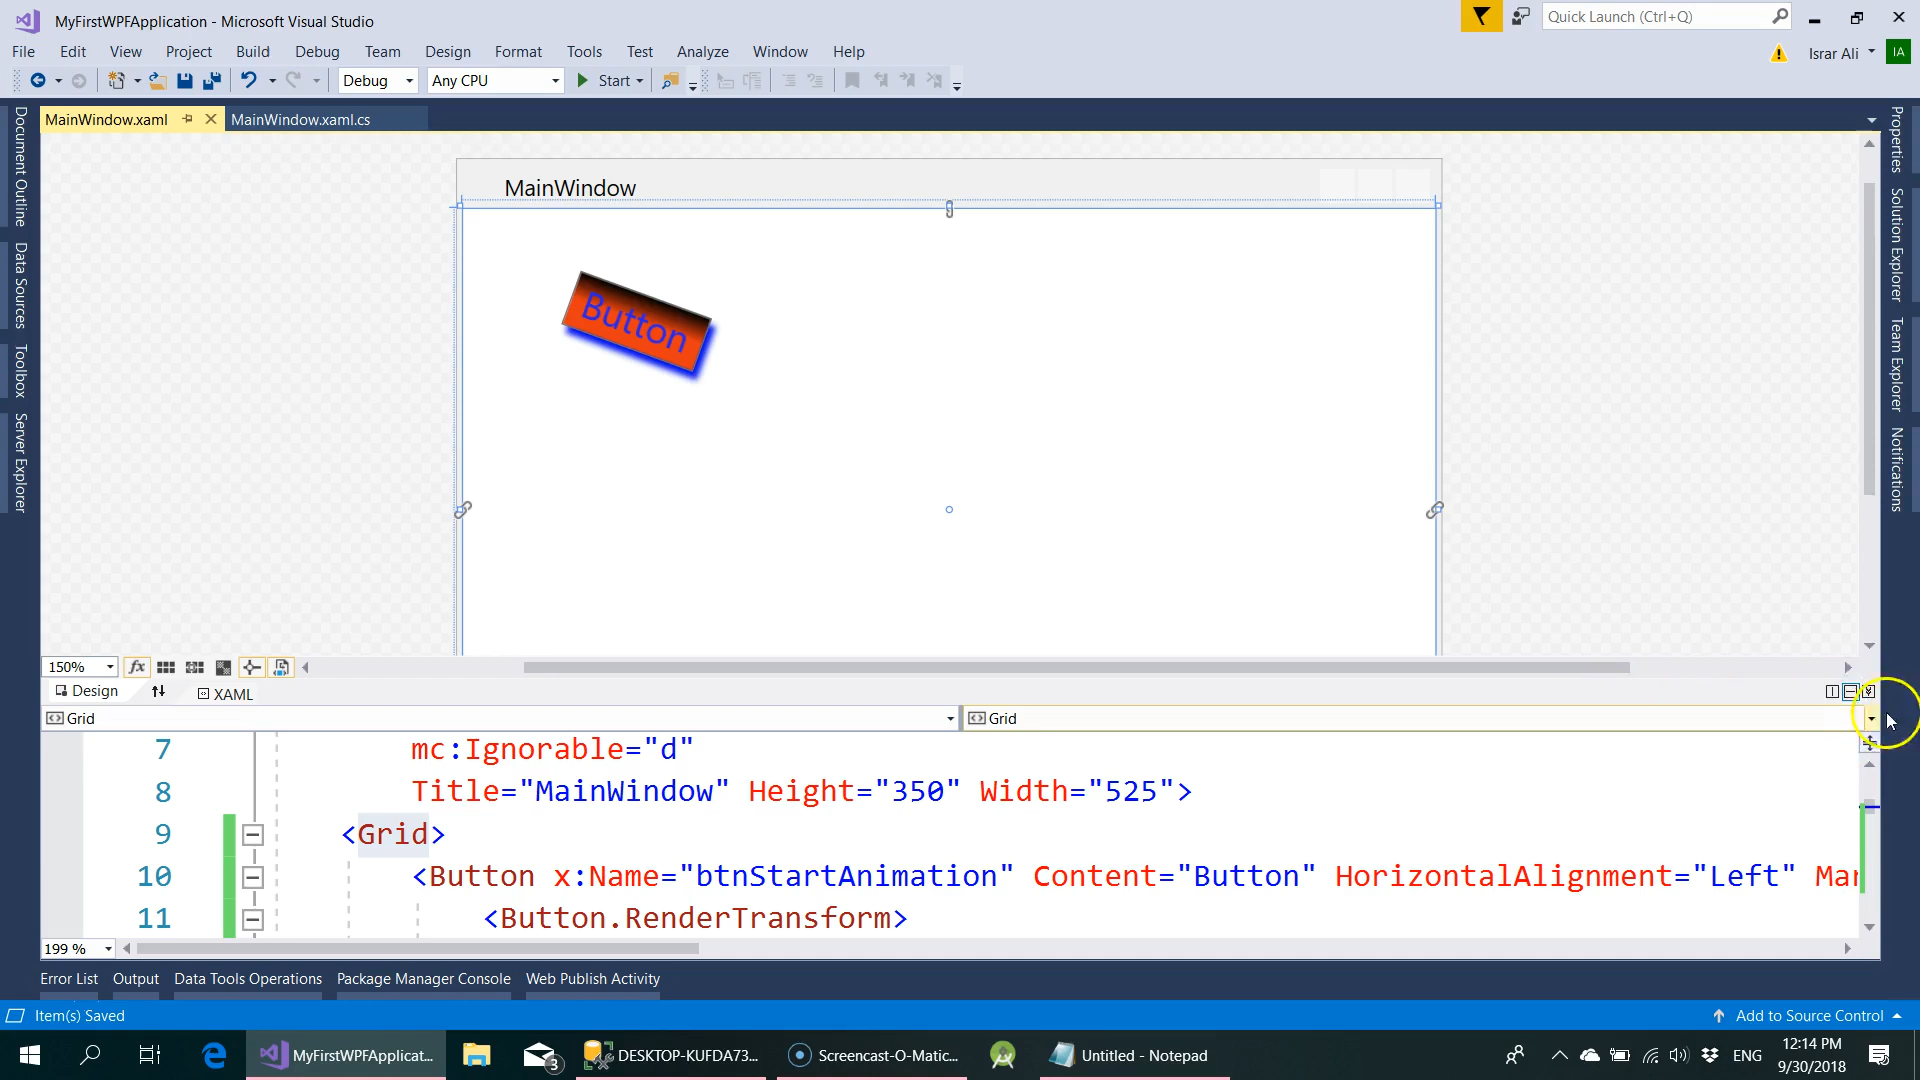 MyFirstWPFApplication - Microsoft Visual Studio
Quick Launch (Ctrl+Q)
File Edit View Project Build Debug Team Design Format Tools Test Analyze Window Help
Israr Ali IA
Debug Any CPU Start
MainWindow.xaml MainWindow.xaml.cs
Document Outline
Data Sources
Toolbox
Server Explorer
Properties
Solution Explorer
Team Explorer
Notifications
MainWindow
Button
150% fx
Design XAML
Grid Grid
7 mc:Ignorable="d"
8 Title="MainWindow" Height="350" Width="525">
9 <Grid>
10 <Button x:Name="btnStartAnimation" Content="Button" HorizontalAlignment="Left" Mar
11 <Button.RenderTransform>
199 %
Error List Output Data Tools Operations Package Manager Console Web Publish Activity
Item(s) Saved Add to Source Control
MyFirstWPFApplicat... 3 DESKTOP-KUFDA73... Screencast-O-Matic... Untitled - Notepad ENG 12:14 PM
9/30/2018